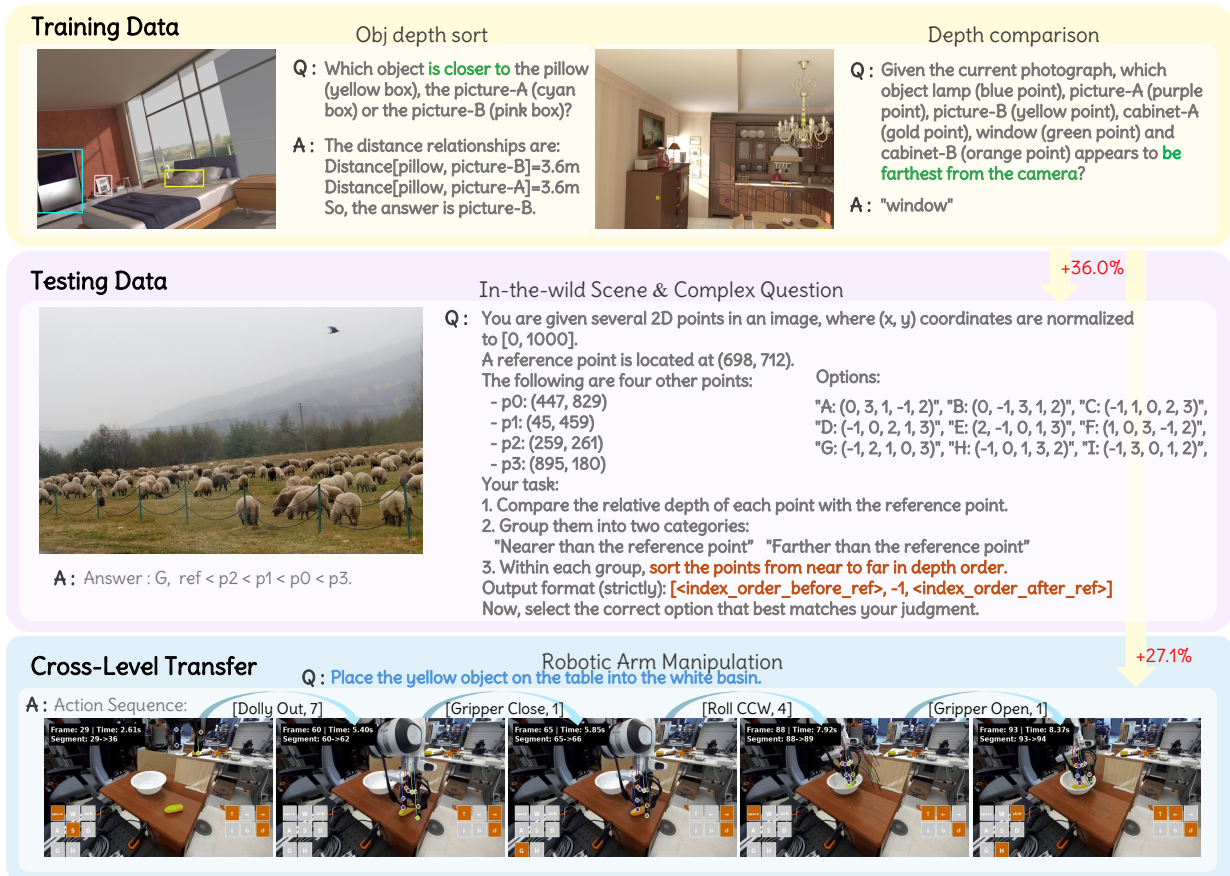 Training Data
Obj depth sort
Q : Which object is closer to the pillow
(yellow box), the picture-A (cyan
box) or the picture-B (pink box)?
A : The distance relationships are:
Distance[pillow, picture-B]=3.6m
Distance[pillow, picture-A]=3.6m
So, the answer is picture-B.
Depth comparison
Q : Given the current photograph, which
object lamp (blue point), picture-A (purple
point), picture-B (yellow point), cabinet-A
(gold point), window (green point) and
cabinet-B (orange point) appears to be
farthest from the camera?
A : "window"
+36.0%
Testing Data
In-the-wild Scene & Complex Question
Q : You are given several 2D points in an image, where (x, y) coordinates are normalized
to [0, 1000].
A reference point is located at (698, 712).
The following are four other points:
- p0: (447, 829)
- p1: (45, 459)
- p2: (259, 261)
- p3: (895, 180)
Options:
"A: (0, 3, 1, -1, 2)", "B: (0, -1, 3, 1, 2)", "C: (-1, 1, 0, 2, 3)",
"D: (-1, 0, 2, 1, 3)", "E: (2, -1, 0, 1, 3)", "F: (1, 0, 3, -1, 2)",
"G: (-1, 2, 1, 0, 3)", "H: (-1, 0, 1, 3, 2)", "I: (-1, 3, 0, 1, 2)",
Your task:
1. Compare the relative depth of each point with the reference point.
2. Group them into two categories:
"Nearer than the reference point" "Farther than the reference point"
3. Within each group, sort the points from near to far in depth order.
Output format (strictly): [<index_order_before_ref>, -1, <index_order_after_ref>]
Now, select the correct option that best matches your judgment.
A : Answer : G, ref < p2 < p1 < p0 < p3.
+27.1%
Cross-Level Transfer
Robotic Arm Manipulation
Q : Place the yellow object on the table into the white basin.
A : Action Sequence:
[Dolly Out, 7]
[Gripper Close, 1]
[Roll CCW, 4]
[Gripper Open, 1]
Frame: 29 | Time: 2.61s
Segment: 29->36
W
A S D
G H
Frame: 60 | Time: 5.40s
Segment: 60->62
W
A S D
G H
Frame: 65 | Time: 5.85s
Segment: 65->66
W
A S D
G H
Frame: 88 | Time: 7.92s
Segment: 88->89
W
A S D
G H
Frame: 93 | Time: 8.37s
Segment: 93->94
W
A S D
G H